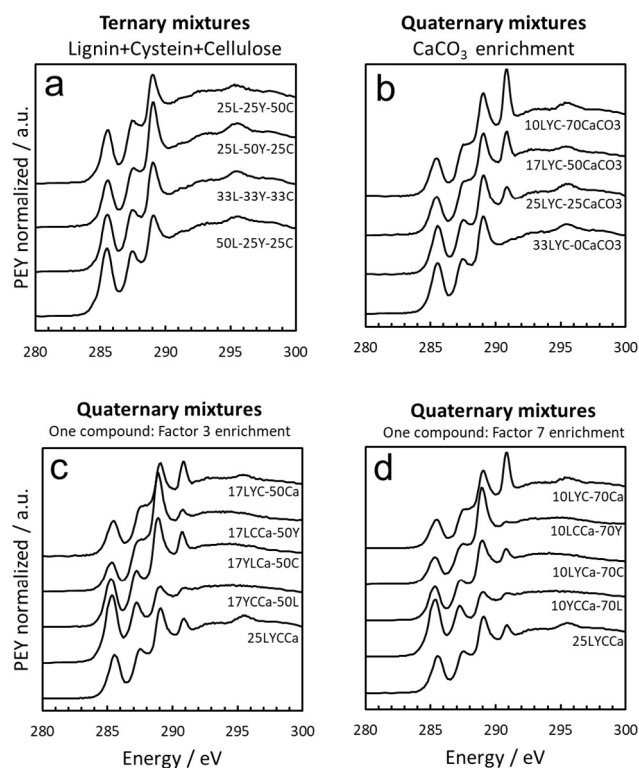 Ternary mixtures
Lignin+Cystein+Cellulose
Quaternary mixtures
CaCO3 enrichment
PEY normalized / a.u.
a
25L-25Y-50C
25L-50Y-25C
33L-33Y-33C
50L-25Y-25C
280 285 290 295 300
b
10LYC-70CaCO3
17LYC-50CaCO3
25LYC-25CaCO3
33LYC-0CaCO3
280 285 290 295 300
Quaternary mixtures
One compound: Factor 3 enrichment
Quaternary mixtures
One compound: Factor 7 enrichment
PEY normalized / a.u.
c
17LYC-50Ca
17LCCa-50Y
17YLCa-50C
17YCCa-50L
25LYCCa
280 285 290 295 300
Energy / eV
d
10LYC-70Ca
10LCCa-70Y
10LYCa-70C
10YCCa-70L
25LYCCa
280 285 290 295 300
Energy / eV